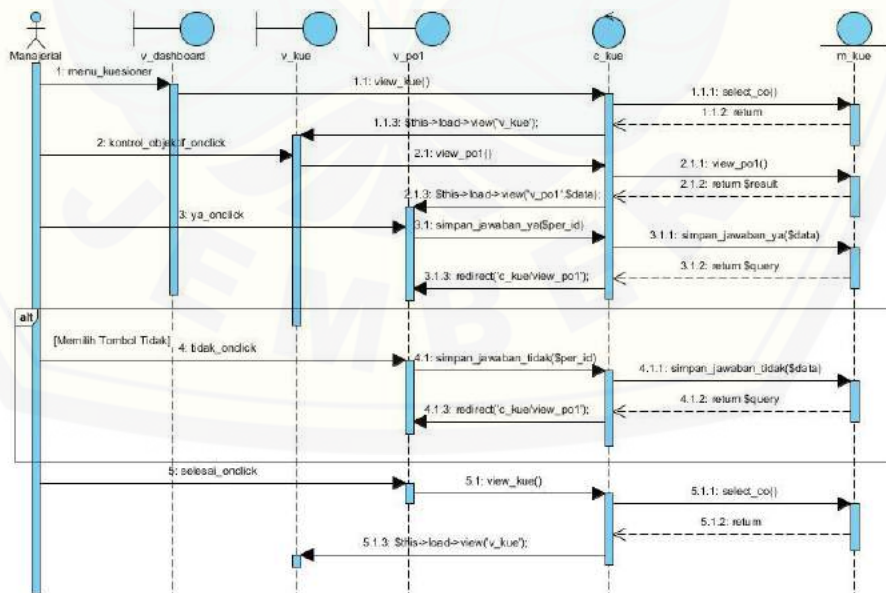 Manajerial
v_dashboard
v_kue
v_po1
c_kue
m_kue
1: menu_kuesioner
1.1: view_kue()
1.1.1: select_co()
1.1.2: return
1.1.3: $this->load->view('v_kue');
2: kontrol_objektif_onclick
2.1: view_po1()
2.1.1: view_po1()
2.1.2: return $result
2.1.3: $this->load->view('v_po1',$data);
3: ya_onclick
3.1: simpan_jawaban_ya($per_id)
3.1.1: simpan_jawaban_ya($data)
3.1.2: return $query
3.1.3: redirect('c_kue/view_po1');
alt
[Memilih Tombol Tidak]
4: tidak_onclick
4.1: simpan_jawaban_tidak($per_id)
4.1.1: simpan_jawaban_tidak($data)
4.1.2: return $query
4.1.3: redirect('c_kue/view_po1');
5: selesai_onclick
5.1: view_kue()
5.1.1: select_co()
5.1.2: return
5.1.3: $this->load->view('v_kue');
JEMBER